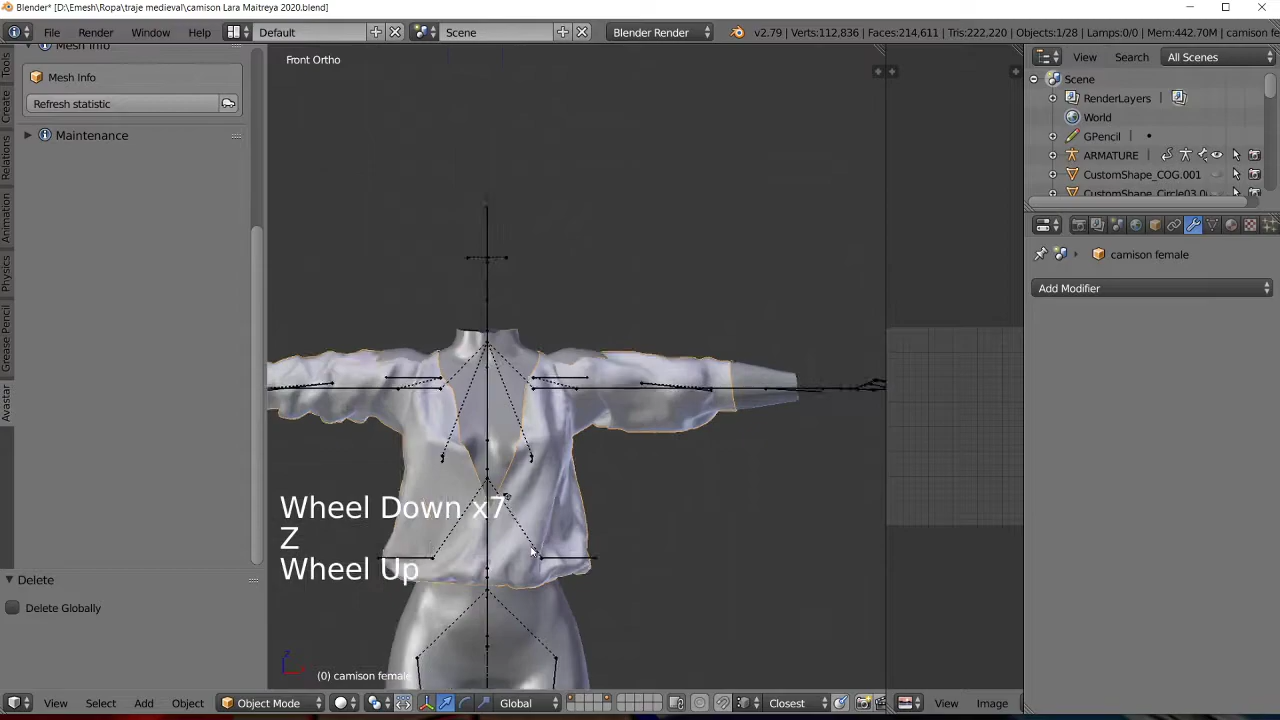 Blender* [D:\Emesh\Ropa\traje medieval\camison Lara Maitreya 2020.blend]
File Render Window Help Default Scene Blender Render v2.79 | Verts:112,836 | Faces:214,611 | Tris:222,220 | Objects:1/28 | Lamps:0/0 | Mem:442.70M | camison fe
Mesh Info
Mesh Info
Refresh statistic
Maintenance
Tools
Create
Relations
Animation
Physics
Grease Pencil
Avastar
Delete
Delete Globally
Front Ortho
Wheel Down x7
Z
Wheel Up
(0) camison female
View Select Add Object Object Mode Global Closest
View Image
View Search All Scenes
Scene
RenderLayers
World
GPencil
ARMATURE
CustomShape_COG.001
camison female
Add Modifier